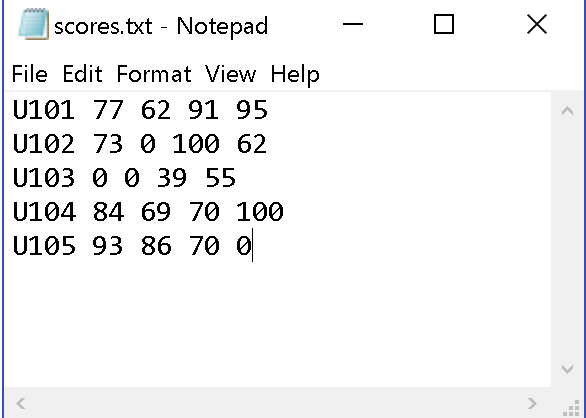 scores.txt - Notepad
File Edit Format View Help
U101 77 62 91 95
U102 73 0 100 62
U103 0 0 39 55
U104 84 69 70 100
U105 93 86 70 0